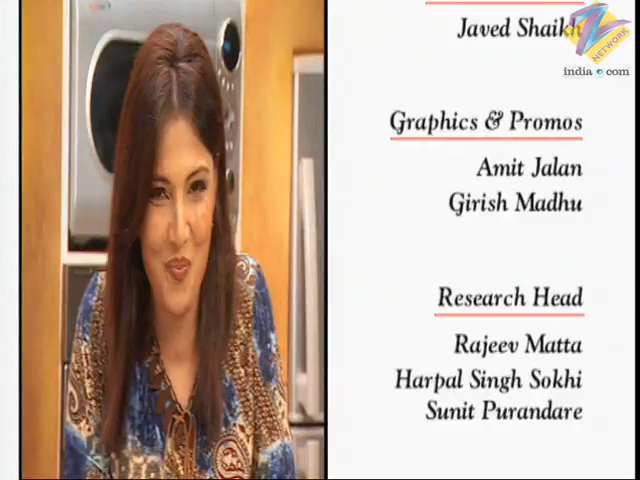 Javed Shaikh
Z
NETWORK
india.com
Graphics & Promos
Amit Jalan
Girish Madhu
Research Head
Rajeev Matta
Harpal Singh Sokhi
Sunit Purandare